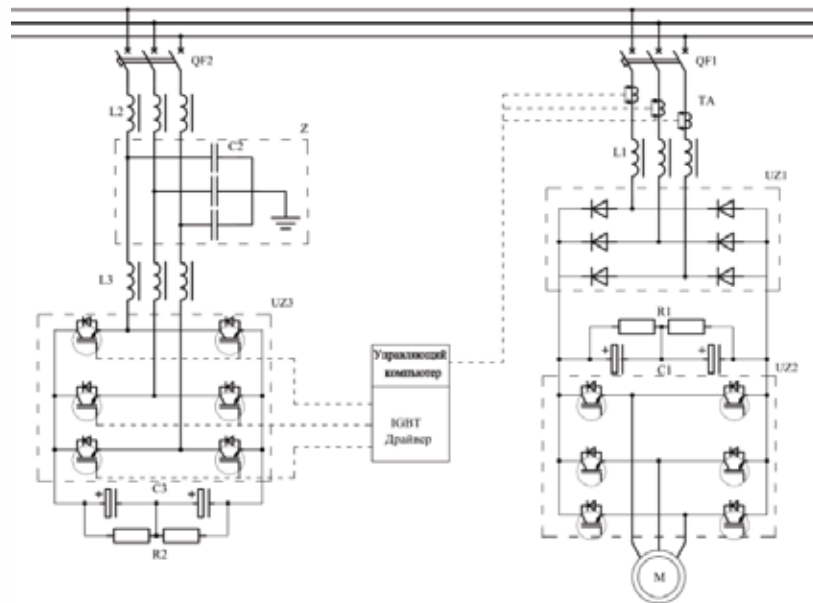 QF2
QF1
TA
L2
Z
C2
L1
UZ1
L3
UZ3
R1
Управляющий
компьютер
C1
UZ2
IGBT
Драйвер
C3
R2
M
+
+
+
+